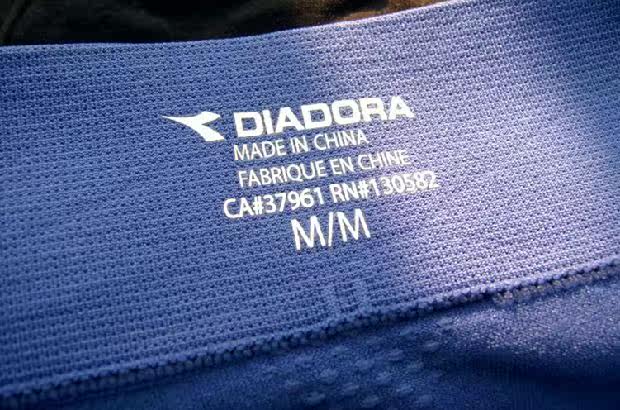 DIADORA
MADE IN CHINA
FABRIQUE EN CHINE
CA#37961 RN#130582
M/M